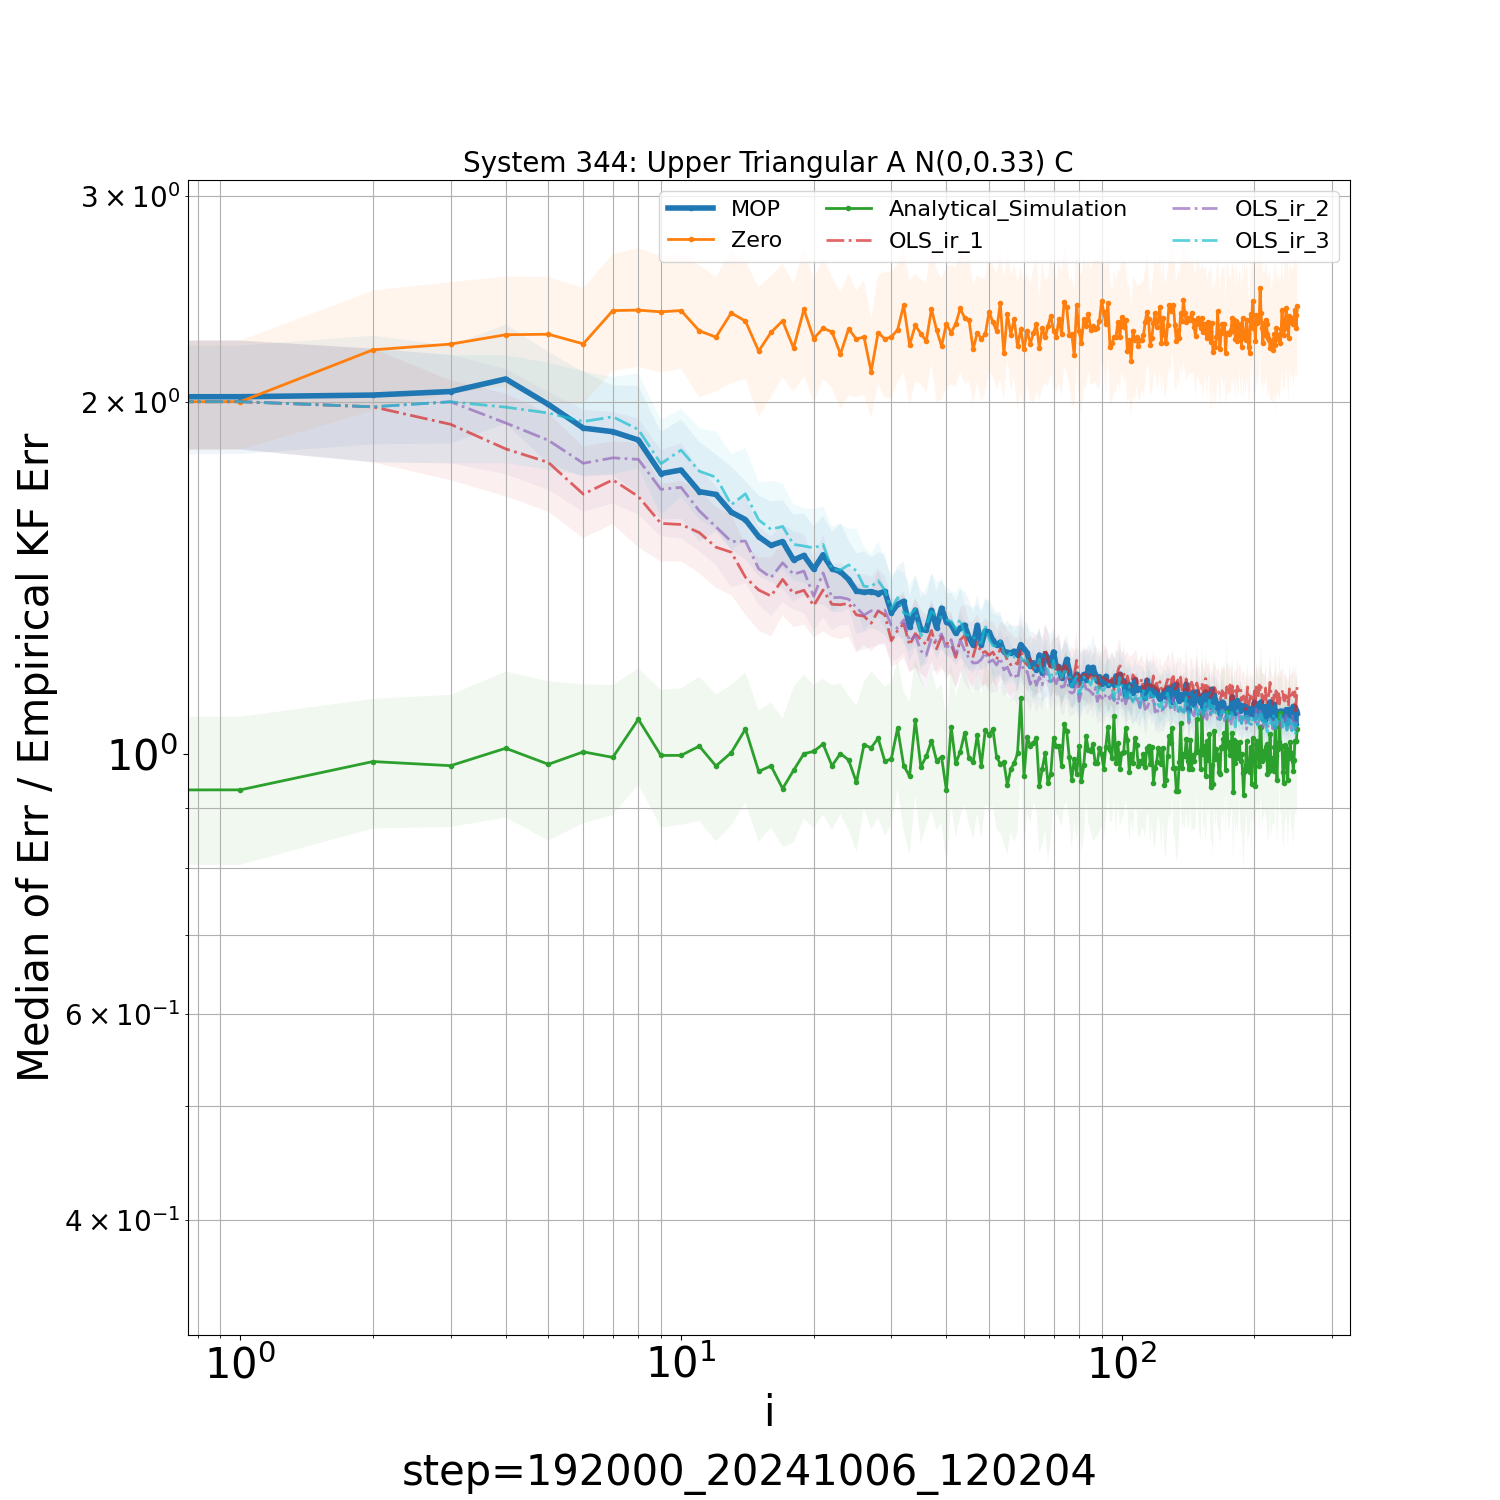 System 344: Upper Triangular A N(0,0.33) C
MOP
Zero
Analytical_Simulation
OLS_ir_1
OLS_ir_2
OLS_ir_3
Median of Err / Empirical KF Err
3 × 10⁰
2 × 10⁰
10⁰
6 × 10⁻¹
4 × 10⁻¹
10⁰ 10¹ 10²
i
step=192000_20241006_120204